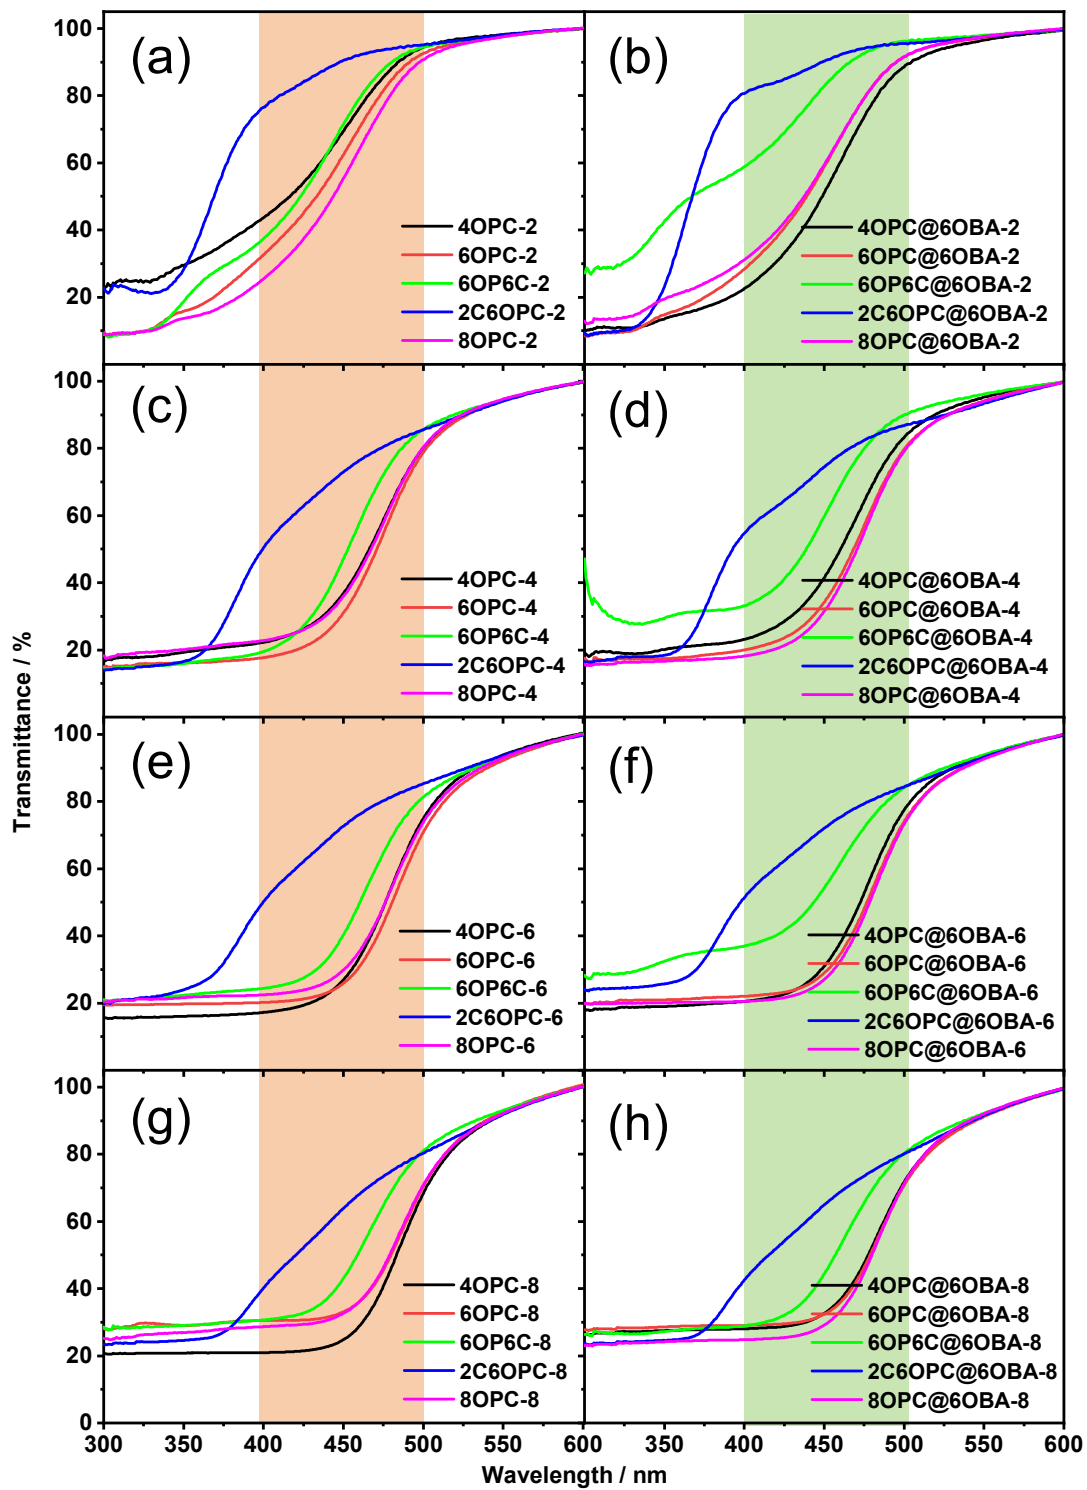 (a)
100
80
60
40
20
4OPC-2
6OPC-2
6OP6C-2
2C6OPC-2
8OPC-2
(b)
4OPC@6OBA-2
6OPC@6OBA-2
6OP6C@6OBA-2
2C6OPC@6OBA-2
8OPC@6OBA-2
(c)
100
80
60
40
20
4OPC-4
6OPC-4
6OP6C-4
2C6OPC-4
8OPC-4
(d)
4OPC@6OBA-4
6OPC@6OBA-4
6OP6C@6OBA-4
2C6OPC@6OBA-4
8OPC@6OBA-4
Transmittance / %
(e)
100
80
60
40
20
4OPC-6
6OPC-6
6OP6C-6
2C6OPC-6
8OPC-6
(f)
4OPC@6OBA-6
6OPC@6OBA-6
6OP6C@6OBA-6
2C6OPC@6OBA-6
8OPC@6OBA-6
(g)
100
80
60
40
20
0
4OPC-8
6OPC-8
6OP6C-8
2C6OPC-8
8OPC-8
(h)
4OPC@6OBA-8
6OPC@6OBA-8
6OP6C@6OBA-8
2C6OPC@6OBA-8
8OPC@6OBA-8
300 350 400 450 500 550 600 350 400 450 500 550 600
Wavelength / nm